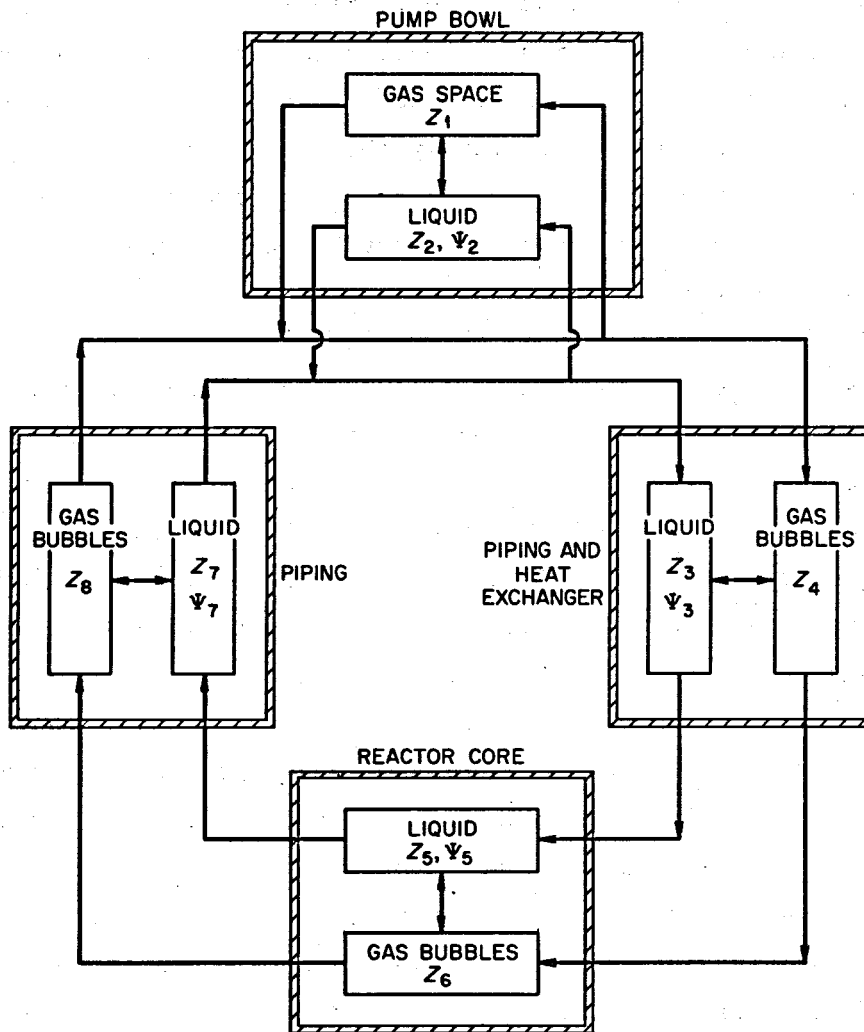 PUMP BOWL
GAS SPACE
Z1
LIQUID
Z2, Ψ2
GAS
BUBBLES
Z8
LIQUID
Z7
Ψ7
PIPING
PIPING AND
HEAT
EXCHANGER
LIQUID
Z3
Ψ3
GAS
BUBBLES
Z4
REACTOR CORE
LIQUID
Z5, Ψ5
GAS BUBBLES
Z6